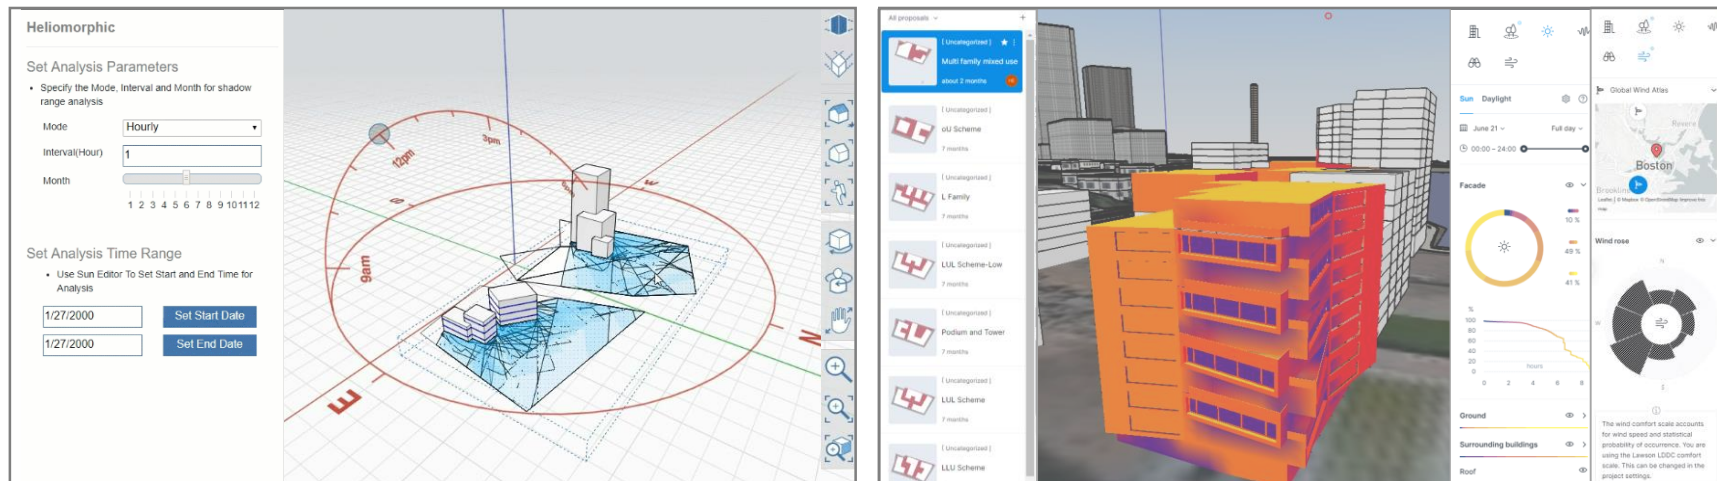 Heliomorphic
Set Analysis Parameters
• Specify the Mode, Interval and Month for shadow
range analysis
Mode
Hourly
Interval(Hour)
1
Month
1 2 3 4 5 6 7 8 9 10 11 12
Set Analysis Time Range
• Use Sun Editor To Set Start and End Time for
Analysis
1/27/2000
Set Start Date
1/27/2000
Set End Date
12pm
3pm
9am
E
N
All proposals
+
[ Uncategorized ]
Multi family mixed use
about 2 months
[ Uncategorized ]
oU Scheme
7 months
[ Uncategorized ]
L Family
7 months
[ Uncategorized ]
LUL Scheme-Low
7 months
[ Uncategorized ]
Podium and Tower
7 months
[ Uncategorized ]
LUL Scheme
7 months
[ Uncategorized ]
LLU Scheme
Sun Daylight
June 21
Full day
00:00 – 24:00
Facade
10 %
49 %
41 %
%
100
80
60
40
20
0
hours
0 2 4 6 8
Ground
Surrounding buildings
Roof
Global Wind Atlas
Revere
Boston
Brookline
Leaflet | © Mapbox © OpenStreetMap Improve this
map
Wind rose
N
W
The wind comfort scale accounts
for wind speed and statistical
probability of occurrence. You are
using the Lawson LDDC comfort
scale. This can be changed in the
project settings.